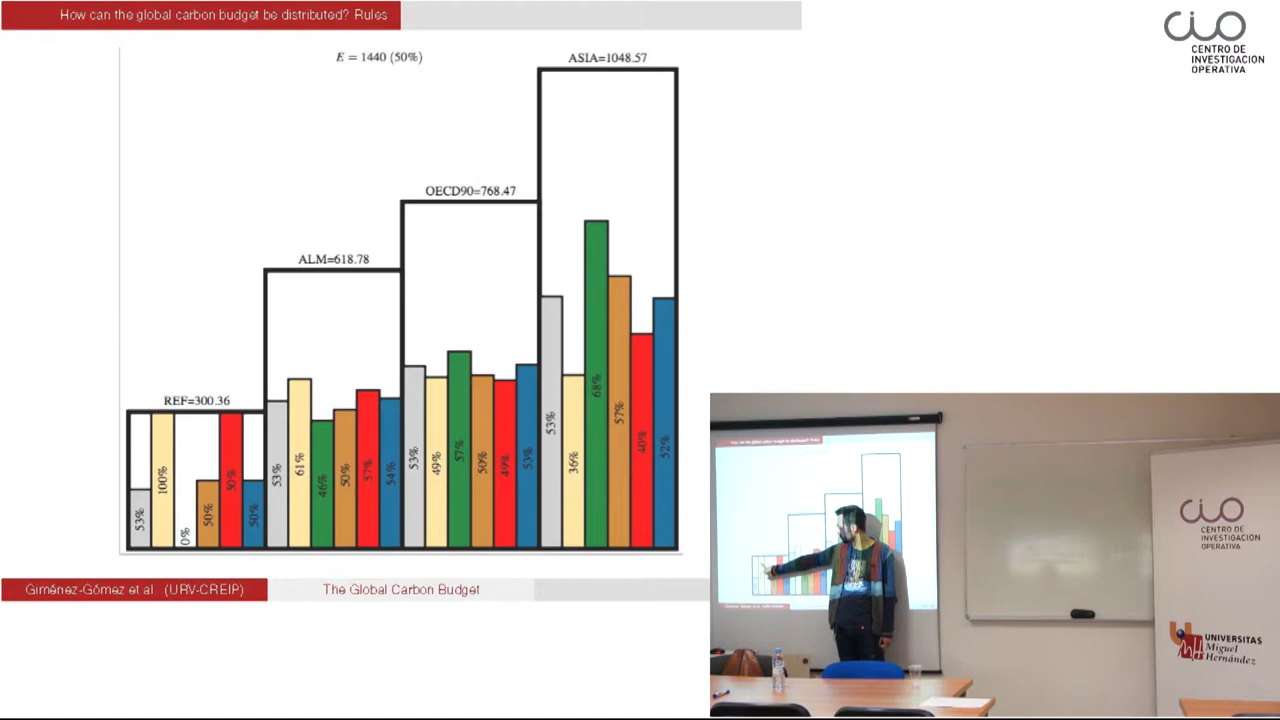 How can the global carbon budget be distributed? Rules
CIO
CENTRO DE
INVESTIGACION
OPERATIVA
E = 1440 (50%)
ASIA=1048.57
OECD90=768.47
ALM=618.78
REF=300.36
53%
100%
0%
50%
50%
50%
53%
61%
46%
50%
57%
54%
53%
49%
57%
50%
49%
53%
53%
36%
68%
57%
40%
52%
Giménez-Gómez et al. (URV-CREIP)
The Global Carbon Budget
CIO
CENTRO DE
INVESTIGACIÓN
OPERATIVA
UNIVERSITAS
Miguel
Hernández